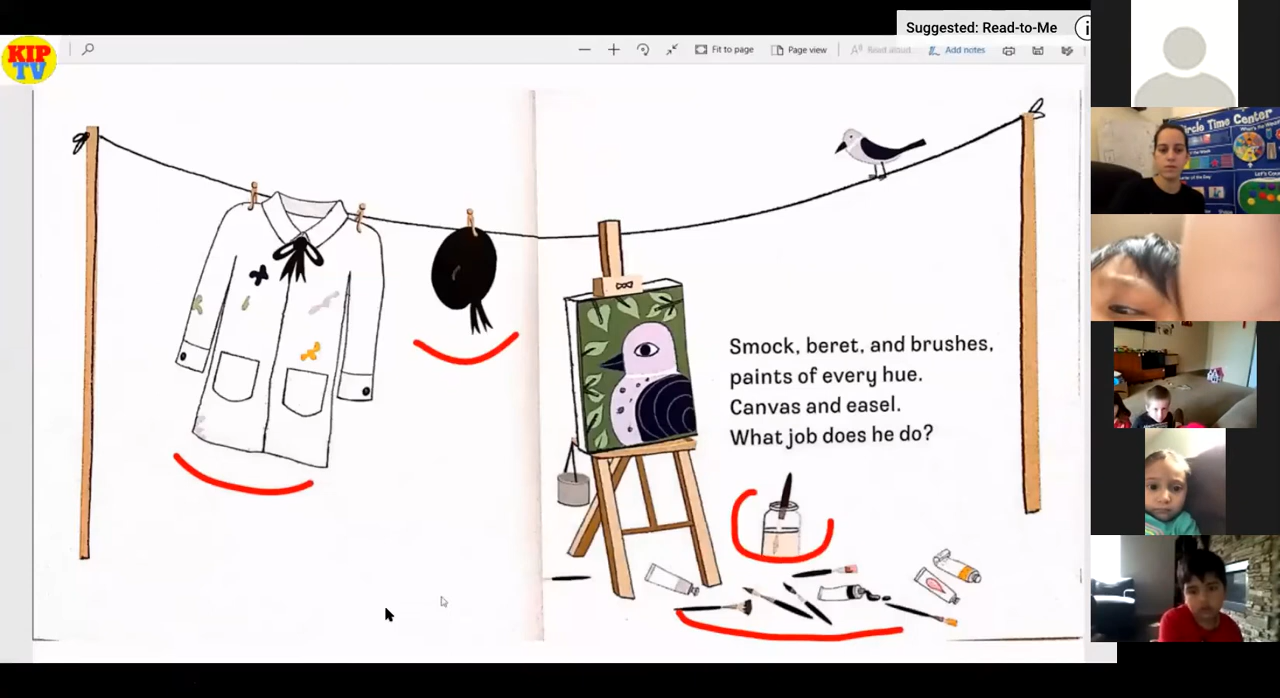 Suggested: Read-to-Me
KIP
TV
Fit to page
Page view
Read aloud
Add notes
Circle Time Center
Smock, beret, and brushes,
paints of every hue.
Canvas and easel.
What job does he do?